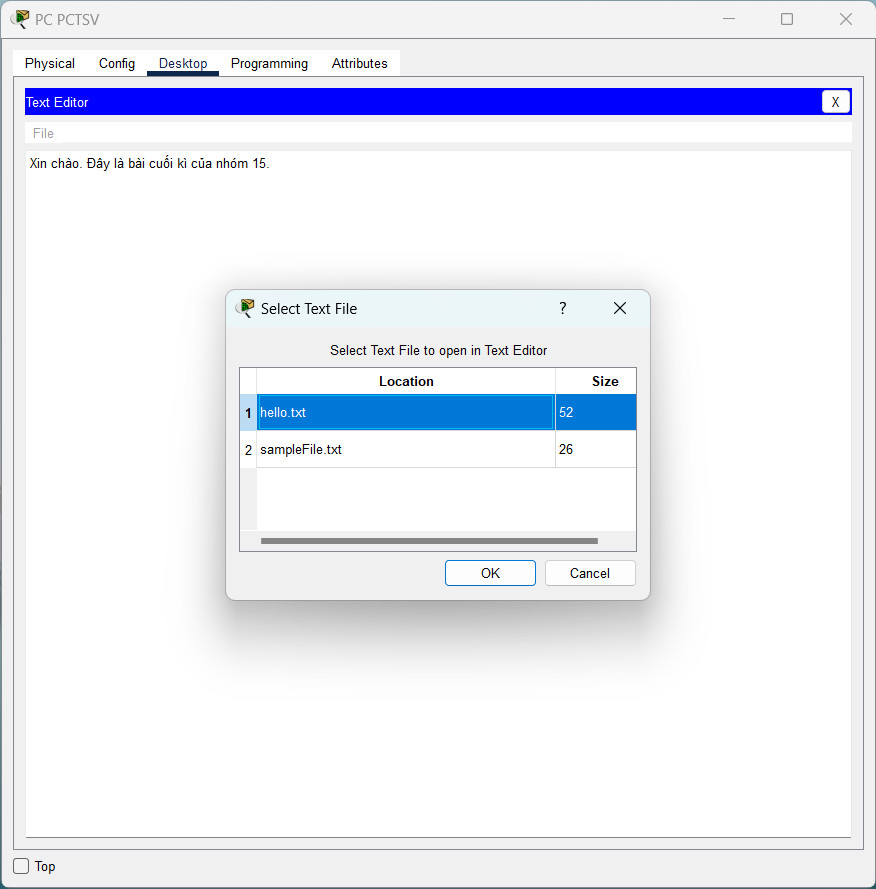 PC PCTSV
Physical Config Desktop Programming Attributes
Text Editor X
File
Xin chào. Đây là bài cuối kì của nhóm 15.
Select Text File ?
Select Text File to open in Text Editor
Location Size
1 hello.txt 52
2 sampleFile.txt 26
OK Cancel
Top